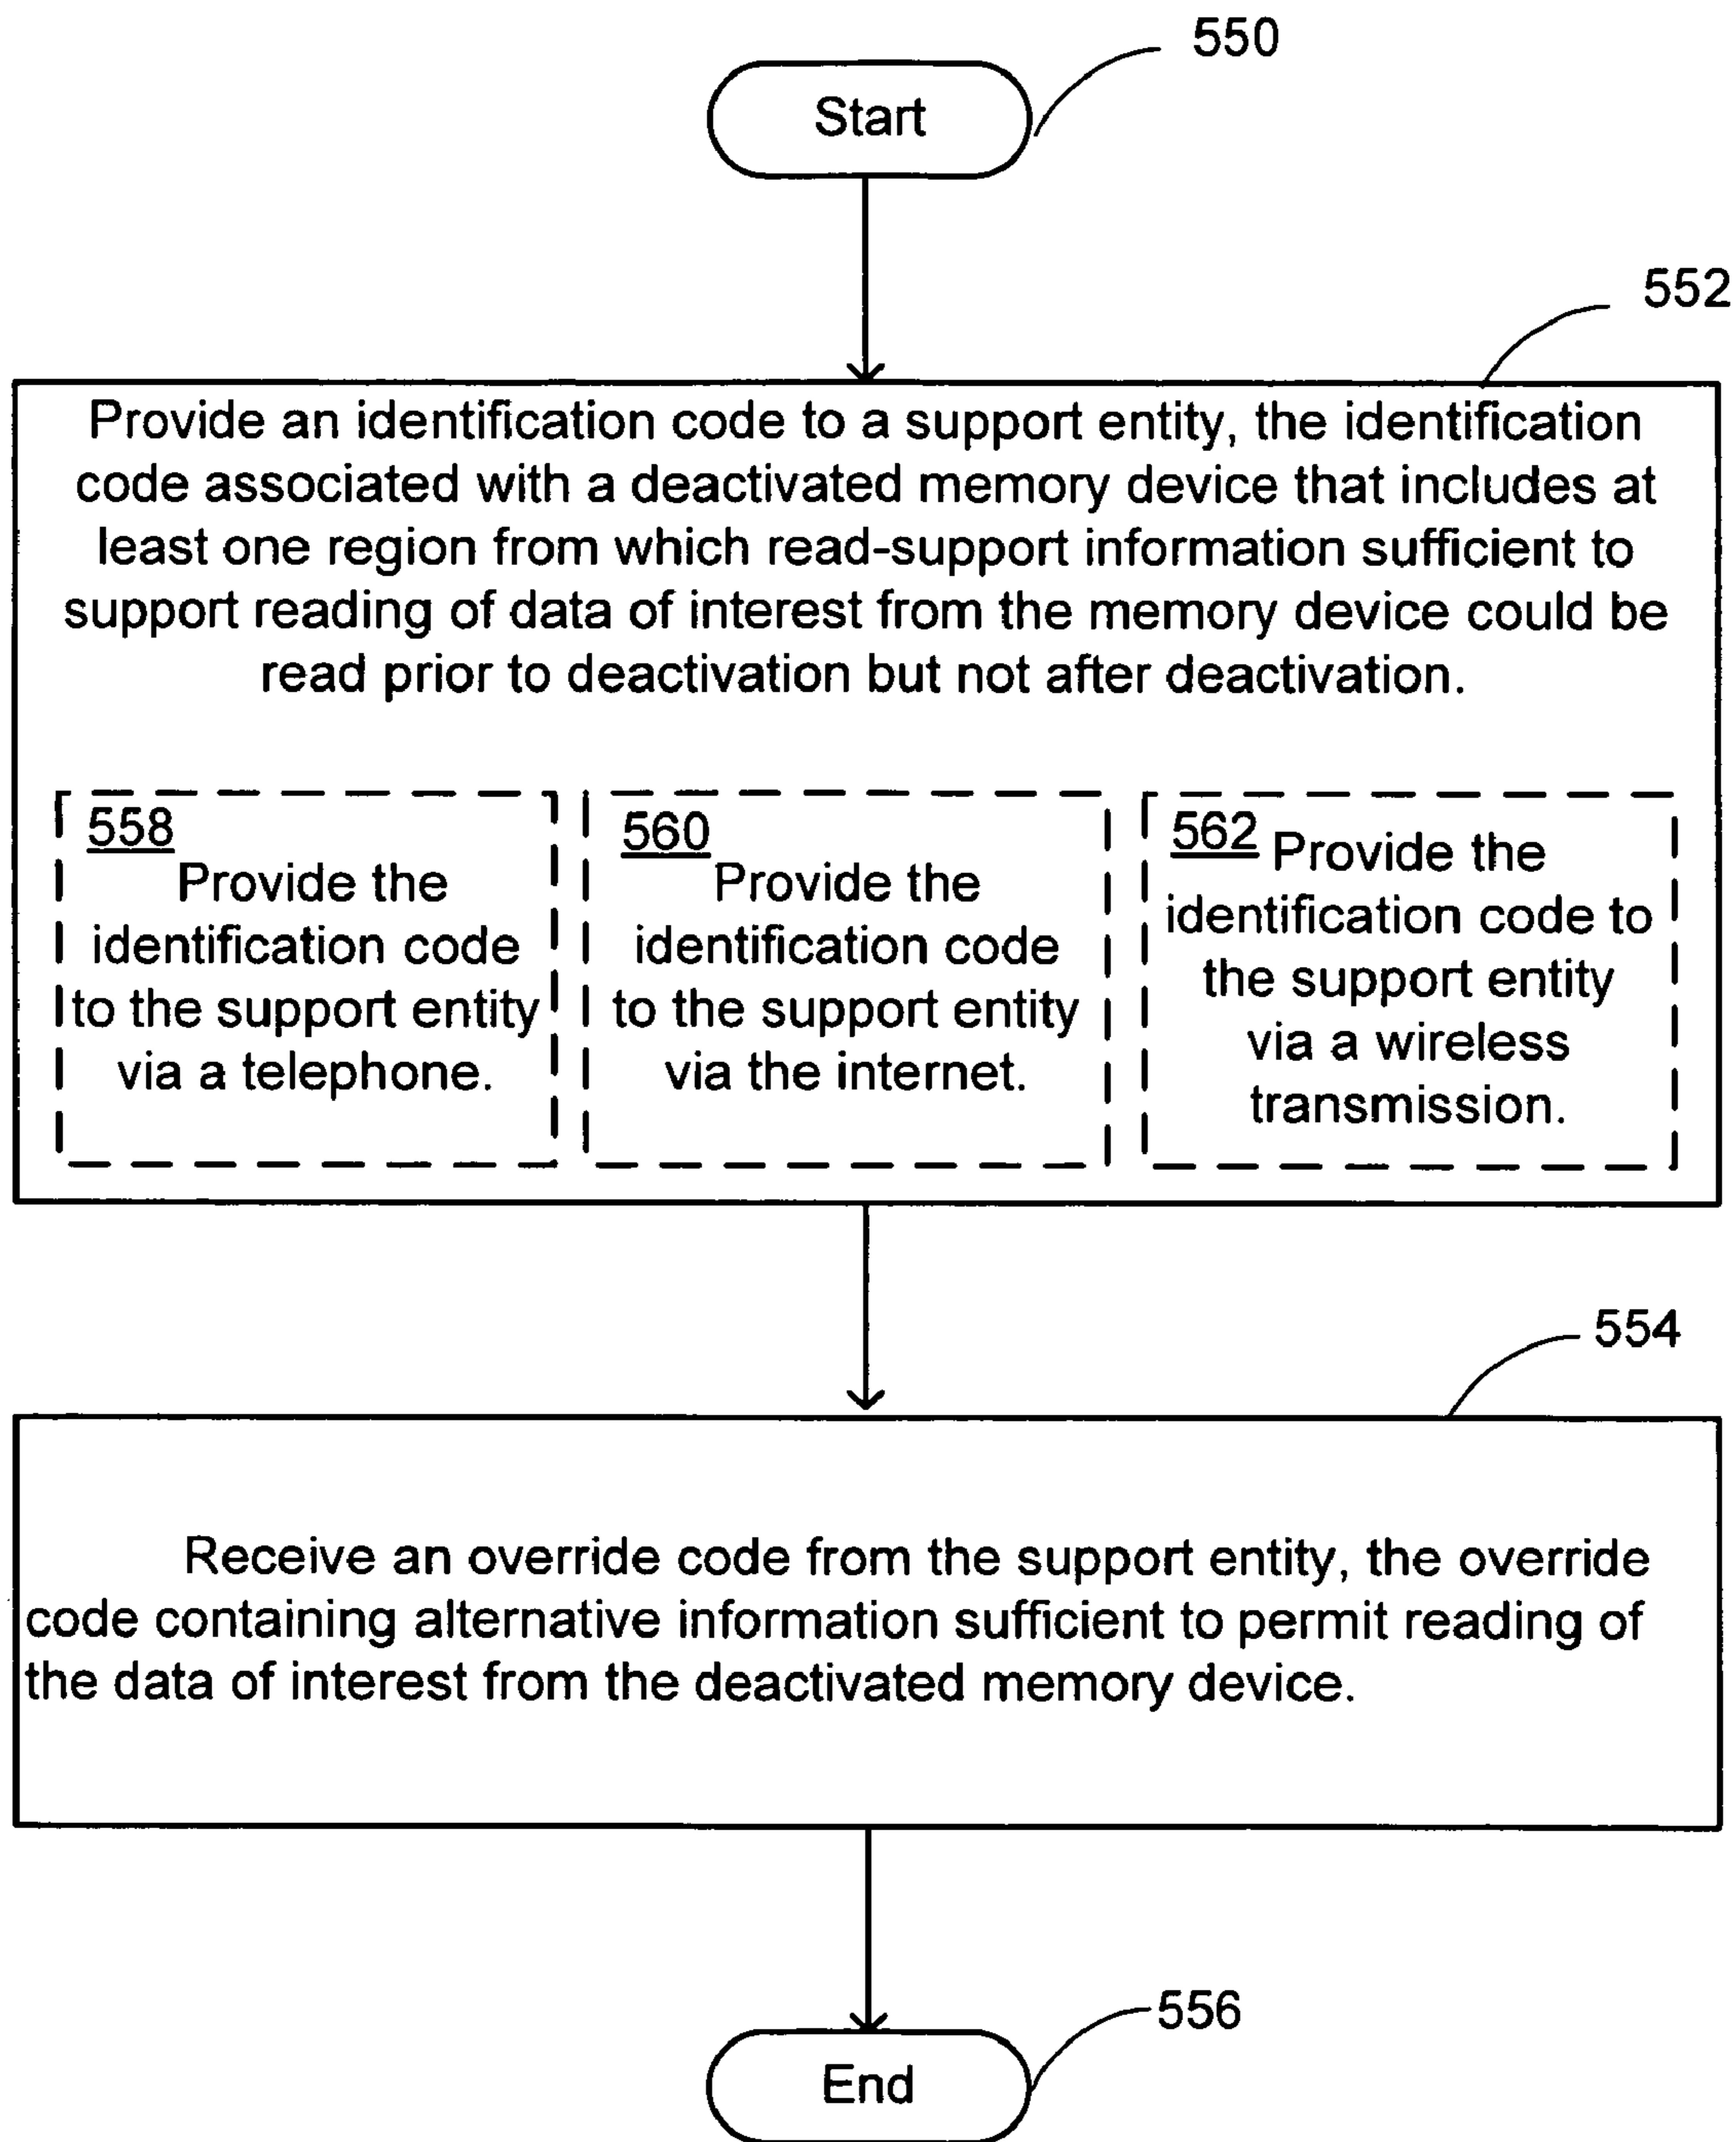 550
Start
552
Provide an identification code to a support entity, the identification
code associated with a deactivated memory device that includes at
least one region from which read-support information sufficient to
support reading of data of interest from the memory device could be
read prior to deactivation but not after deactivation.
558
Provide the
identification code
to the support entity
via a telephone.
560
Provide the
identification code
to the support entity
via the internet.
562 Provide the
identification code to
the support entity
via a wireless
transmission.
554
Receive an override code from the support entity, the override
code containing alternative information sufficient to permit reading of
the data of interest from the deactivated memory device.
556
End